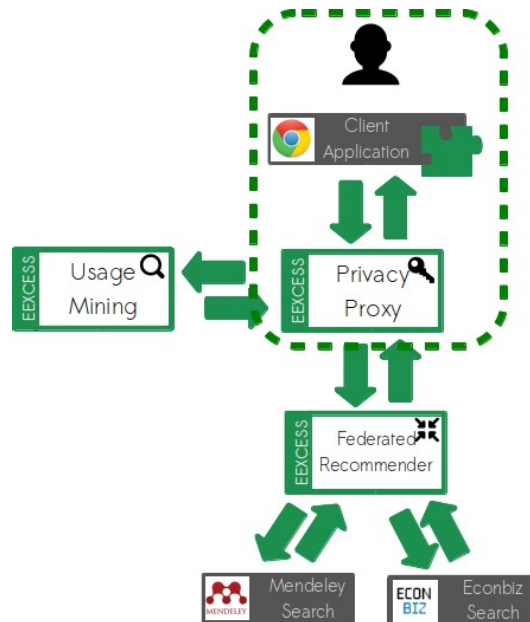 Client
Application
EEXCESS
Usage
Mining
EEXCESS
Privacy
Proxy
EEXCESS
Federated
Recommender
MENDELEY
Mendeley
Search
ECON
BIZ
Econbiz
Search